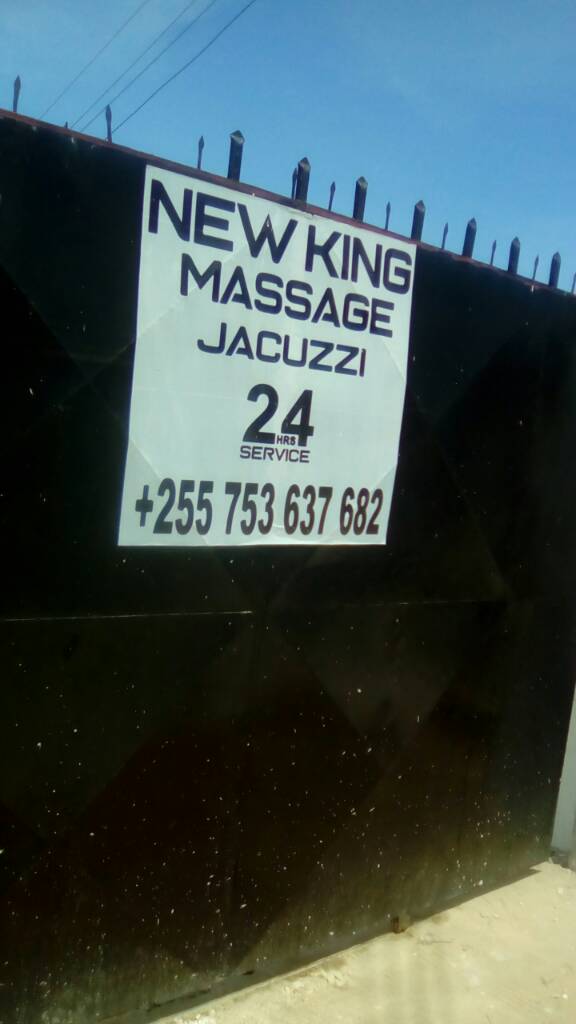 NEW KING
MASSAGE
JACUZZI
24
HRS
SERVICE
+255 753 637 682